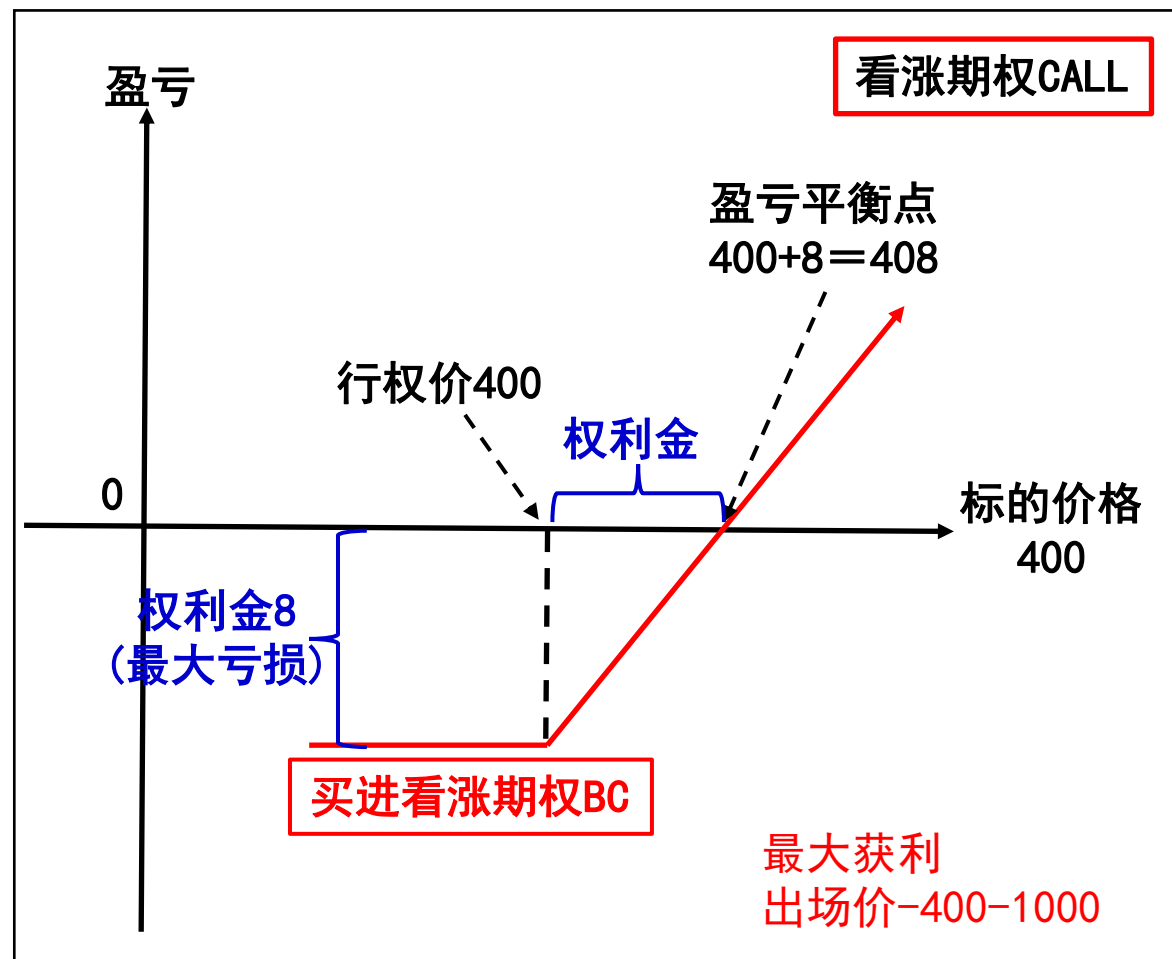 看涨期权CALL
盈亏
盈亏平衡点
400+8＝408
行权价400
权利金
0
标的价格
400
权利金8
(最大亏损)
买进看涨期权BC
最大获利
出场价-400-1000